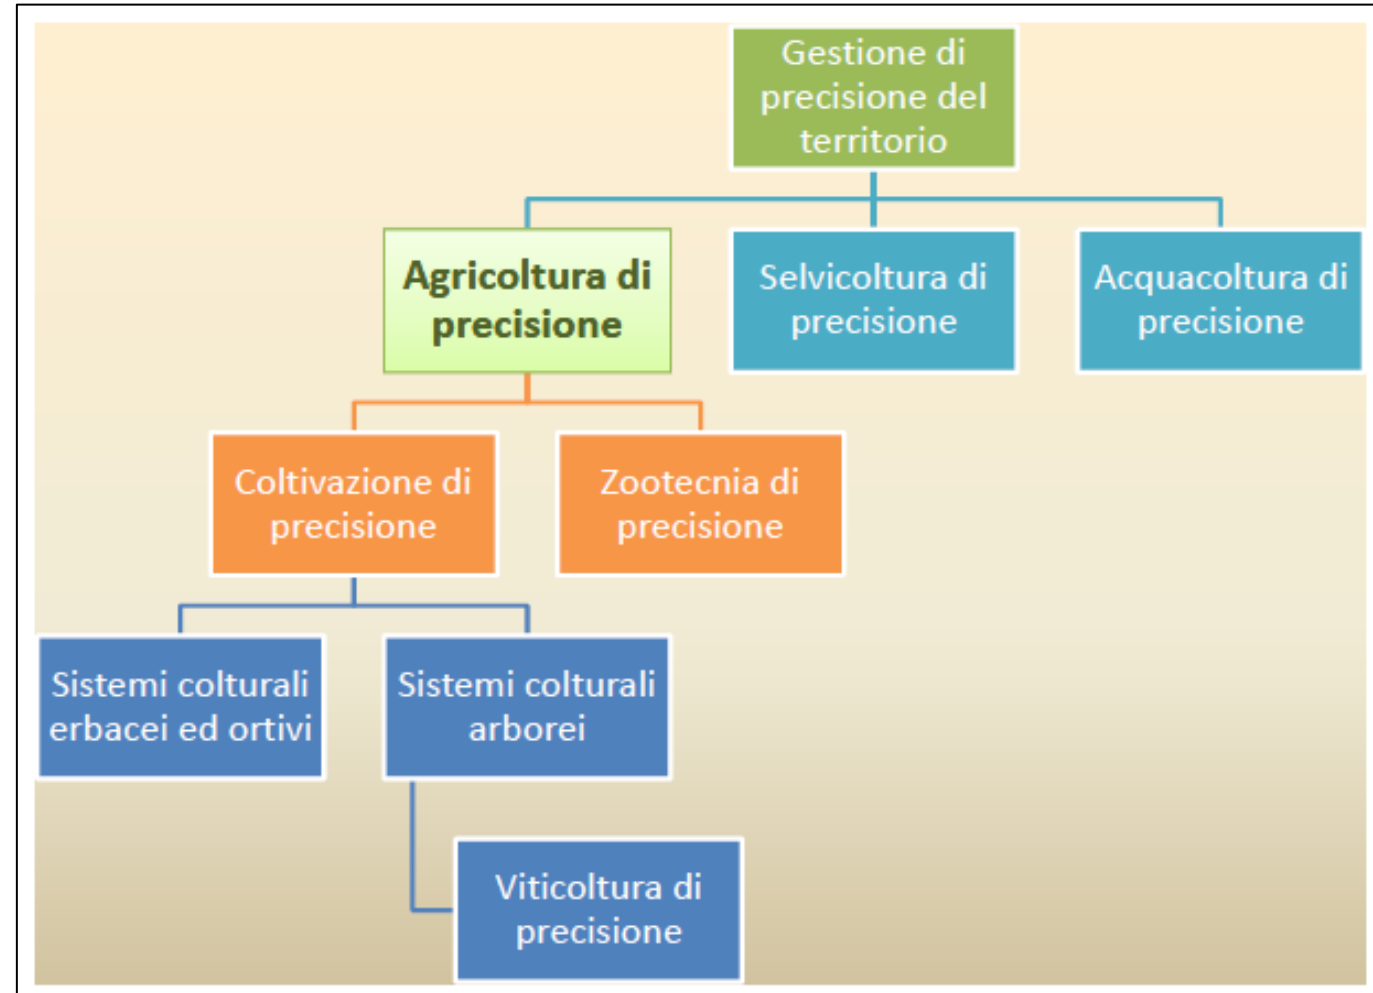 Gestione di
precisione del
territorio
Agricoltura di
precisione
Selvicoltura di
precisione
Acquacoltura di
precisione
Coltivazione di
precisione
Zootecnia di
precisione
Sistemi colturali
erbacei ed ortivi
Sistemi colturali
arborei
Viticoltura di
precisione